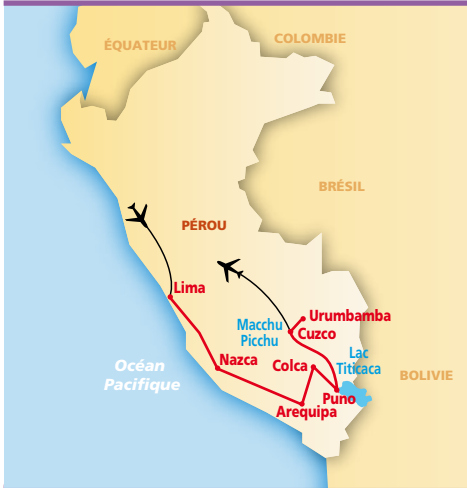 ÉQUATEUR
COLOMBIE
BRÉSIL
PÉROU
Lima
Urumbamba
Macchu
Picchu
Cuzco
Lac
Titicaca
Nazca
Colca
Océan
Pacifique
BOLIVIE
Puno
Arequipa